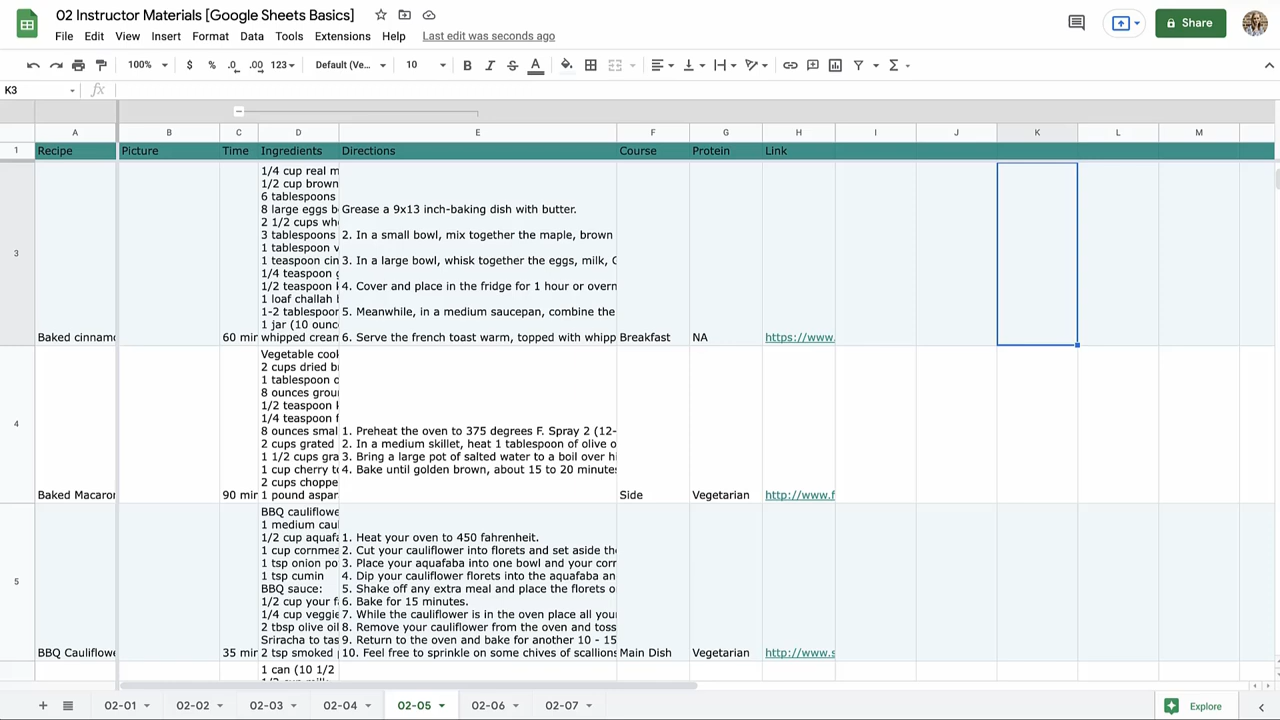 02 Instructor Materials [Google Sheets Basics]
File Edit View Insert Format Data Tools Extensions Help Last edit was seconds ago
Share
100% $ % .0 .00 123 Default (Ve... 10 B I S A
K3 fx
A B C D E F G H I J K L M
1 Recipe Picture Time Ingredients Directions Course Protein Link
1/4 cup real m
1/2 cup brown
6 tablespoons
8 large eggs b Grease a 9x13 inch-baking dish with butter.
2 1/2 cups wh
3 tablespoons 2. In a small bowl, mix together the maple, brown
1 tablespoon v
3 1 teaspoon cin 3. In a large bowl, whisk together the eggs, milk, C
1/4 teaspoon g
1/2 teaspoon k 4. Cover and place in the fridge for 1 hour or overn
1 loaf challah b
1-2 tablespoon 5. Meanwhile, in a medium saucepan, combine the
1 jar (10 ounc
Baked cinnamo 60 min whipped cream 6. Serve the french toast warm, topped with whipp Breakfast NA https://www.
Vegetable cook
2 cups dried br
1 tablespoon o
8 ounces grour
1/2 teaspoon k
4 1/4 teaspoon f
8 ounces smal 1. Preheat the oven to 375 degrees F. Spray 2 (12-
2 cups grated 2. In a medium skillet, heat 1 tablespoon of olive o
1 1/2 cups gra 3. Bring a large pot of salted water to a boil over hi
1 cup cherry to 4. Bake until golden brown, about 15 to 20 minutes
2 cups choppe
Baked Macaror 90 min 1 pound aspar Side Vegetarian http://www.f
BBQ cauliflowe
1 medium caul
1/2 cup aquafa 1. Heat your oven to 450 fahrenheit.
1 cup cornmea 2. Cut your cauliflower into florets and set aside the
1 tsp onion po 3. Place your aquafaba into one bowl and your corr
5 1 tsp cumin 4. Dip your cauliflower florets into the aquafaba an
BBQ sauce: 5. Shake off any extra meal and place the florets o
1/2 cup your f 6. Bake for 15 minutes.
1/4 cup veggie 7. While the cauliflower is in the oven place all your
2 tbsp olive oil 8. Remove your cauliflower from the oven and toss
Sriracha to tas 9. Return to the oven and bake for another 10 - 15
BBQ Cauliflowe 35 min 2 tsp smoked 10. Feel free to sprinkle on some chives of scallions Main Dish Vegetarian http://www.s
1 can (10 1/2
02-01 02-02 02-03 02-04 02-05 02-06 02-07 Explore